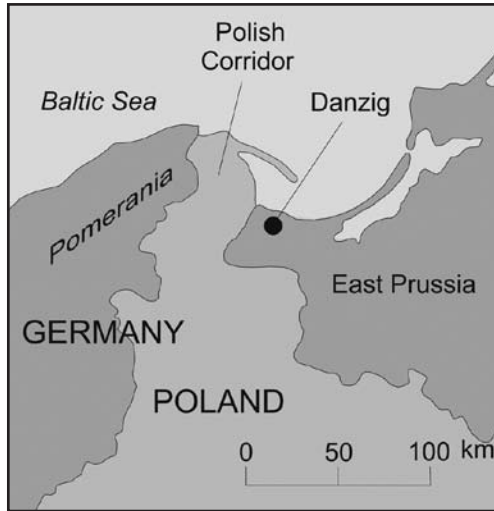 Polish
Corridor
Baltic Sea
Danzig
Pomerania
East Prussia
GERMANY
POLAND
0 50 100 km